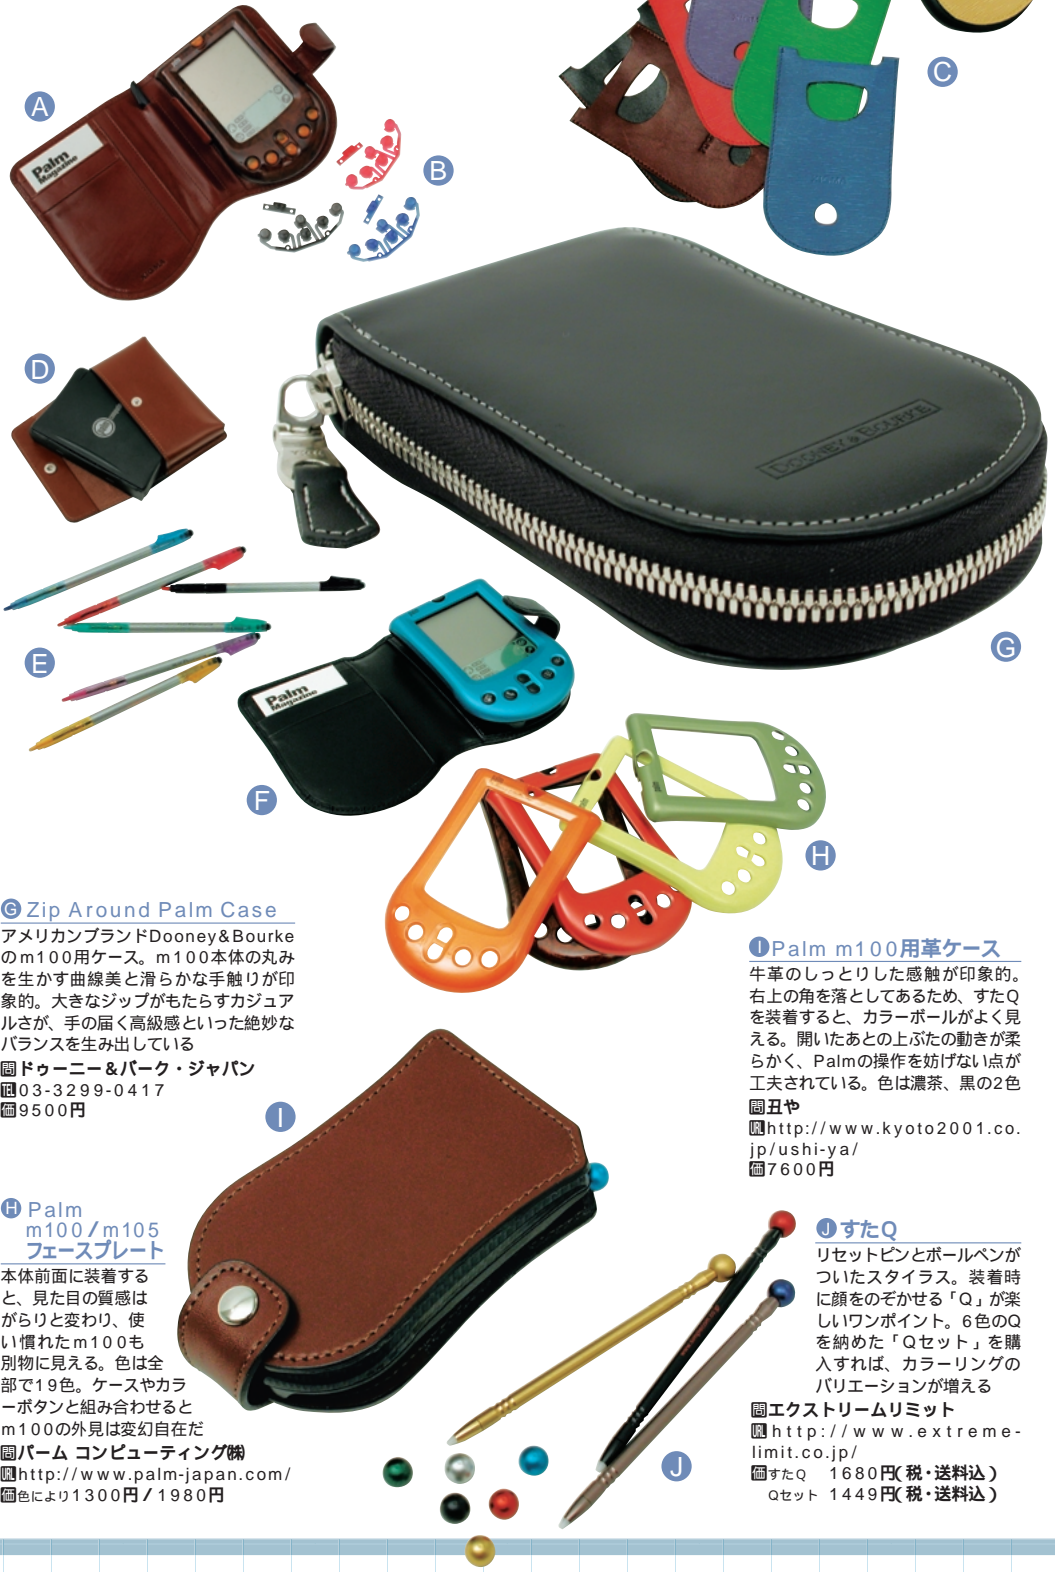 A
Palm
Magazine
B
C
D
DOONEY & BOURKE
E
G
Palm
Magazine
F
H
G Zip Around Palm Case
アメリカンブランドDooney&Bourke
のm100用ケース。m100本体の丸み
を生かす曲線美と滑らかな手触りが印
象的。大きなジップがもたらすカジュア
ルさが、手の届く高級感といった絶妙な
バランスを生み出している
問ドゥーニー&バーク・ジャパン
TEL03-3299-0417
価9500円
H Palm
m100/m105
フェースプレート
本体前面に装着する
と、見た目の質感は
がらりと変わり、使
い慣れたm100も
別物に見える。色は全
部で19色。ケースやカラ
ーボタンと組み合わせると
m100の外見は変幻自在だ
問パーム コンピューティング㈱
URLhttp://www.palm-japan.com/
価色により1300円/1980円
I
I Palm m100用革ケース
牛革のしっとりした感触が印象的。
右上の角を落としてあるため、すたQ
を装着すると、カラーボールがよく見
える。開いたあとの上ぶたの動きが柔
らかく、Palmの操作を妨げない点が
工夫されている。色は濃茶、黒の2色
問丑や
URLhttp://www.kyoto2001.co.
jp/ushi-ya/
価7600円
J すたQ
リセットピンとボールペンが
ついたスタイラス。装着時
に顔をのぞかせる「Q」が楽
しいワンポイント。6色のQ
を納めた「Qセット」を購
入すれば、カラーリングの
バリエーションが増える
問エクストリームリミット
URLhttp://www.extreme-
limit.co.jp/
価すたQ 1680円(税・送料込)
Qセット 1449円(税・送料込)
J